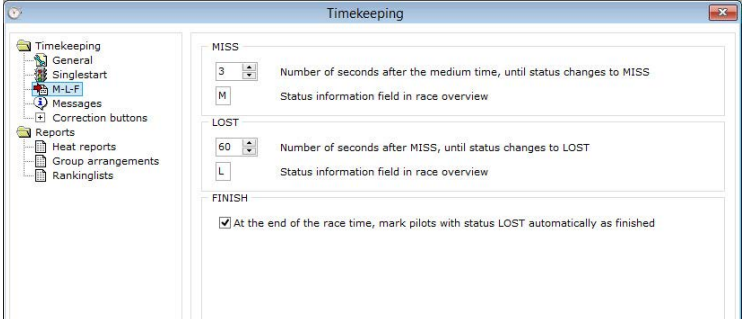 Timekeeping
Timekeeping
General
Singlestart
M-L-F
Messages
Correction buttons
Reports
Heat reports
Group arrangements
Rankinglists
MISS
3 Number of seconds after the medium time, until status changes to MISS
M Status information field in race overview
LOST
60 Number of seconds after MISS, until status changes to LOST
L Status information field in race overview
FINISH
At the end of the race time, mark pilots with status LOST automatically as finished